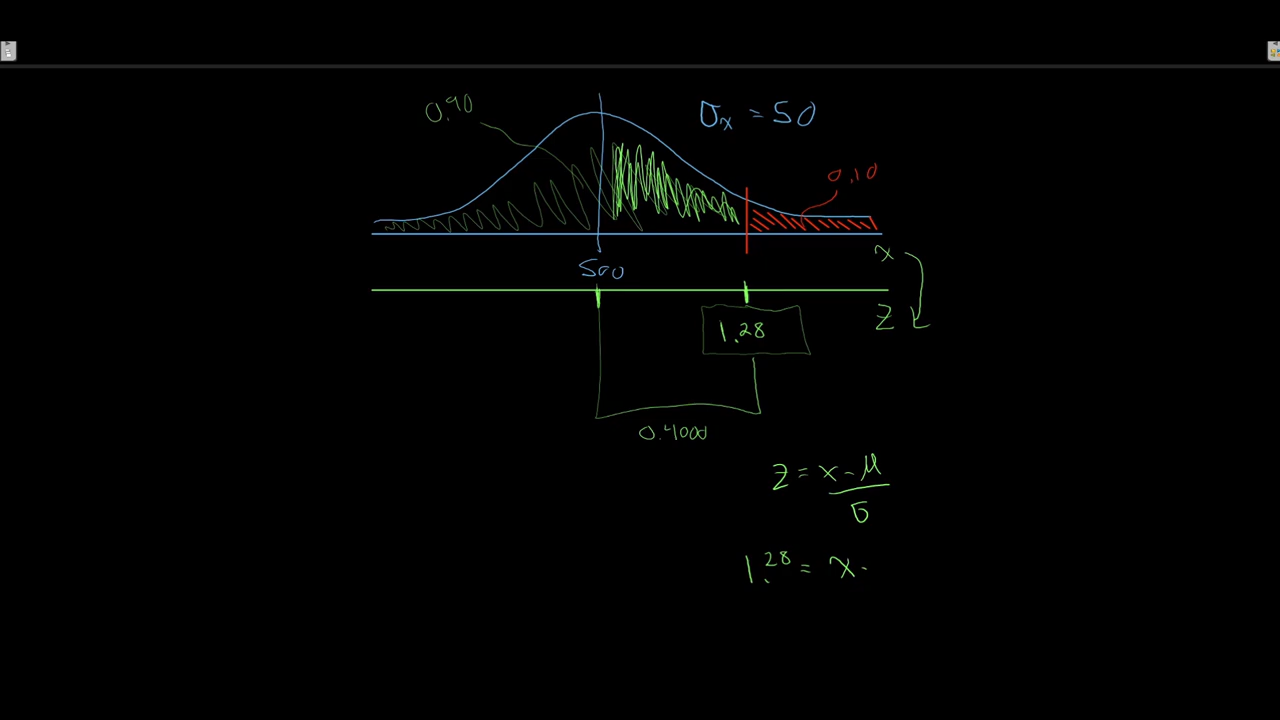 0.90
σx = 50
0.10
x
500
z
1.28
0.4000
z = x - μ
σ
1.28 = x -